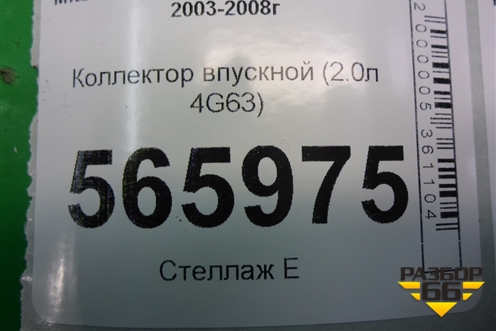 2003-2008г
Коллектор впускной (2.0л
4G63)
565975
Стеллаж Е
2000005361104
РАЗБОР
66